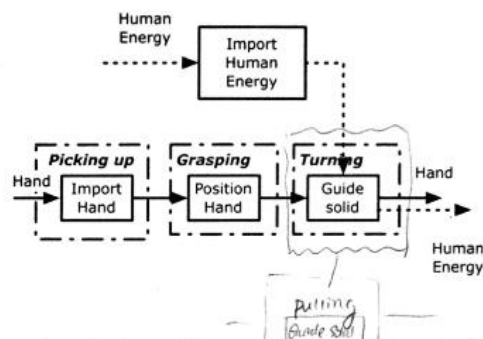 Human
Energy
Import
Human
Energy
Picking up
Grasping
Turning
Hand
Import
Hand
Position
Hand
Guide
solid
Hand
Human
Energy
pulling
Guide solid